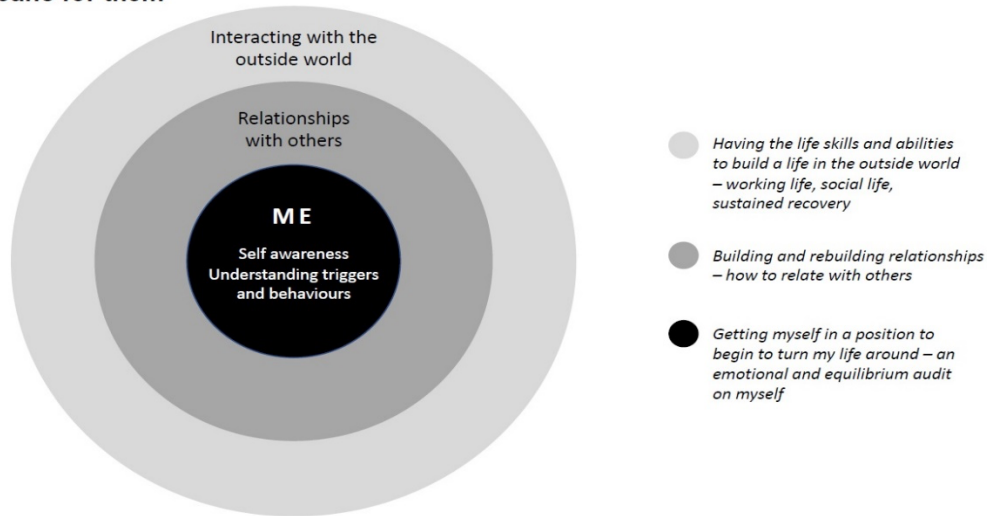 Interacting with the
outside world
Relationships
with others
ME
Self awareness
Understanding triggers
and behaviours
Having the life skills and abilities
to build a life in the outside world
– working life, social life,
sustained recovery
Building and rebuilding relationships
– how to relate with others
Getting myself in a position to
begin to turn my life around – an
emotional and equilibrium audit
on myself